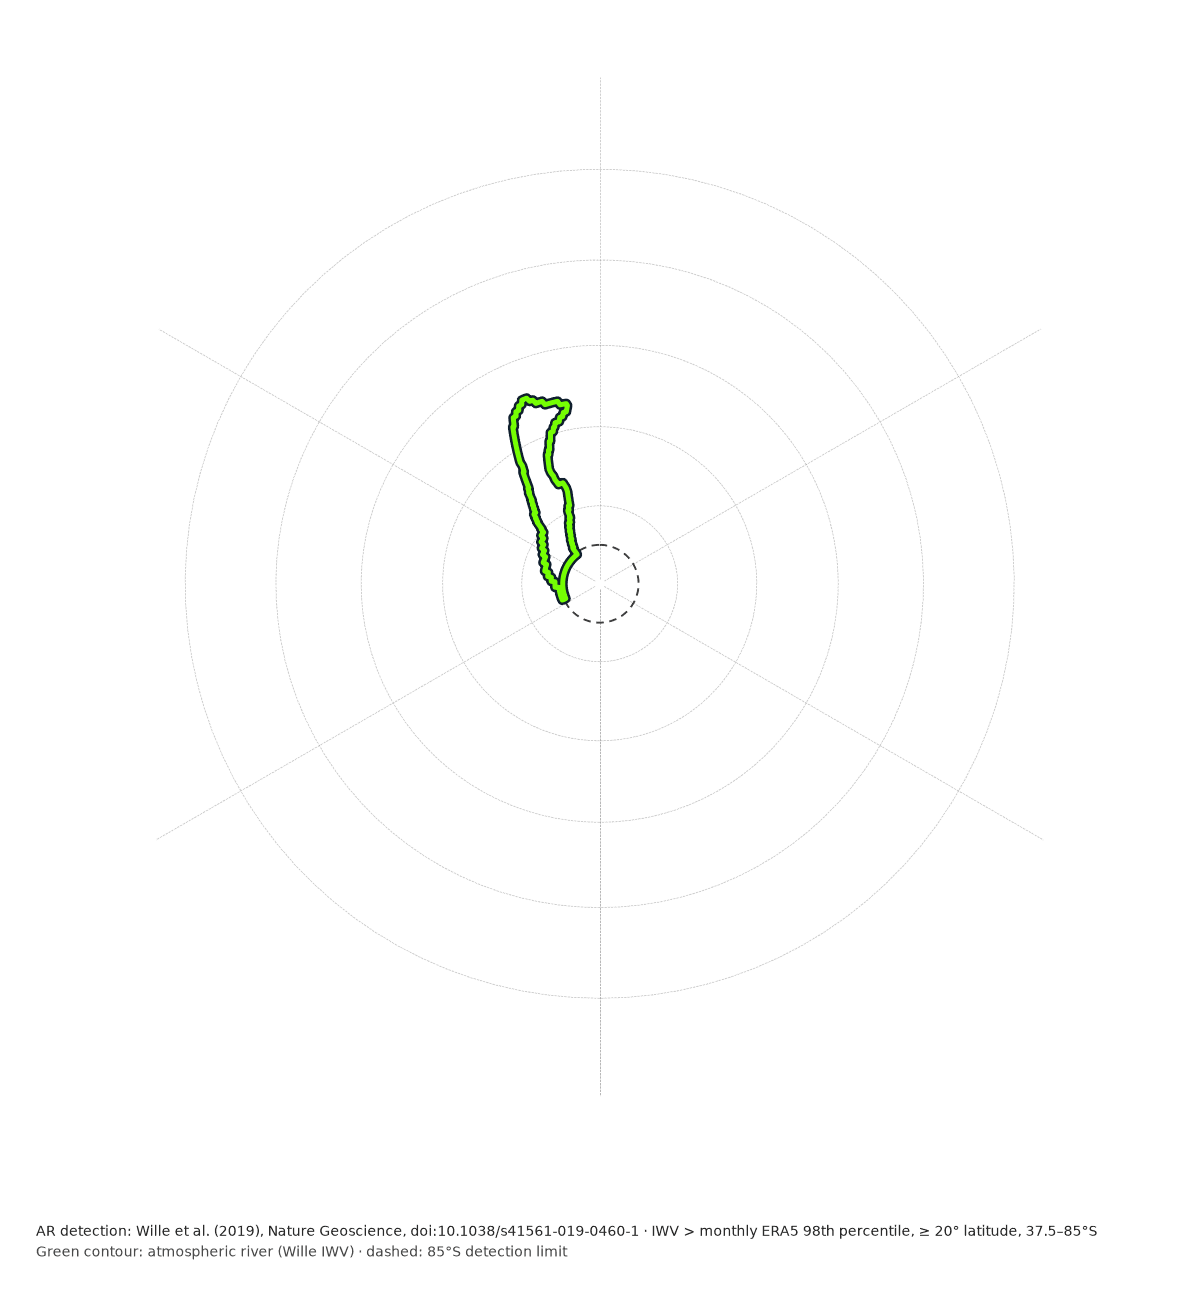 AR detection: Wille et al. (2019), Nature Geoscience, doi:10.1038/s41561-019-0460-1 · IWV > monthly ERA5 98th percentile, ≥ 20° latitude, 37.5–85°S
Green contour: atmospheric river (Wille IWV) · dashed: 85°S detection limit